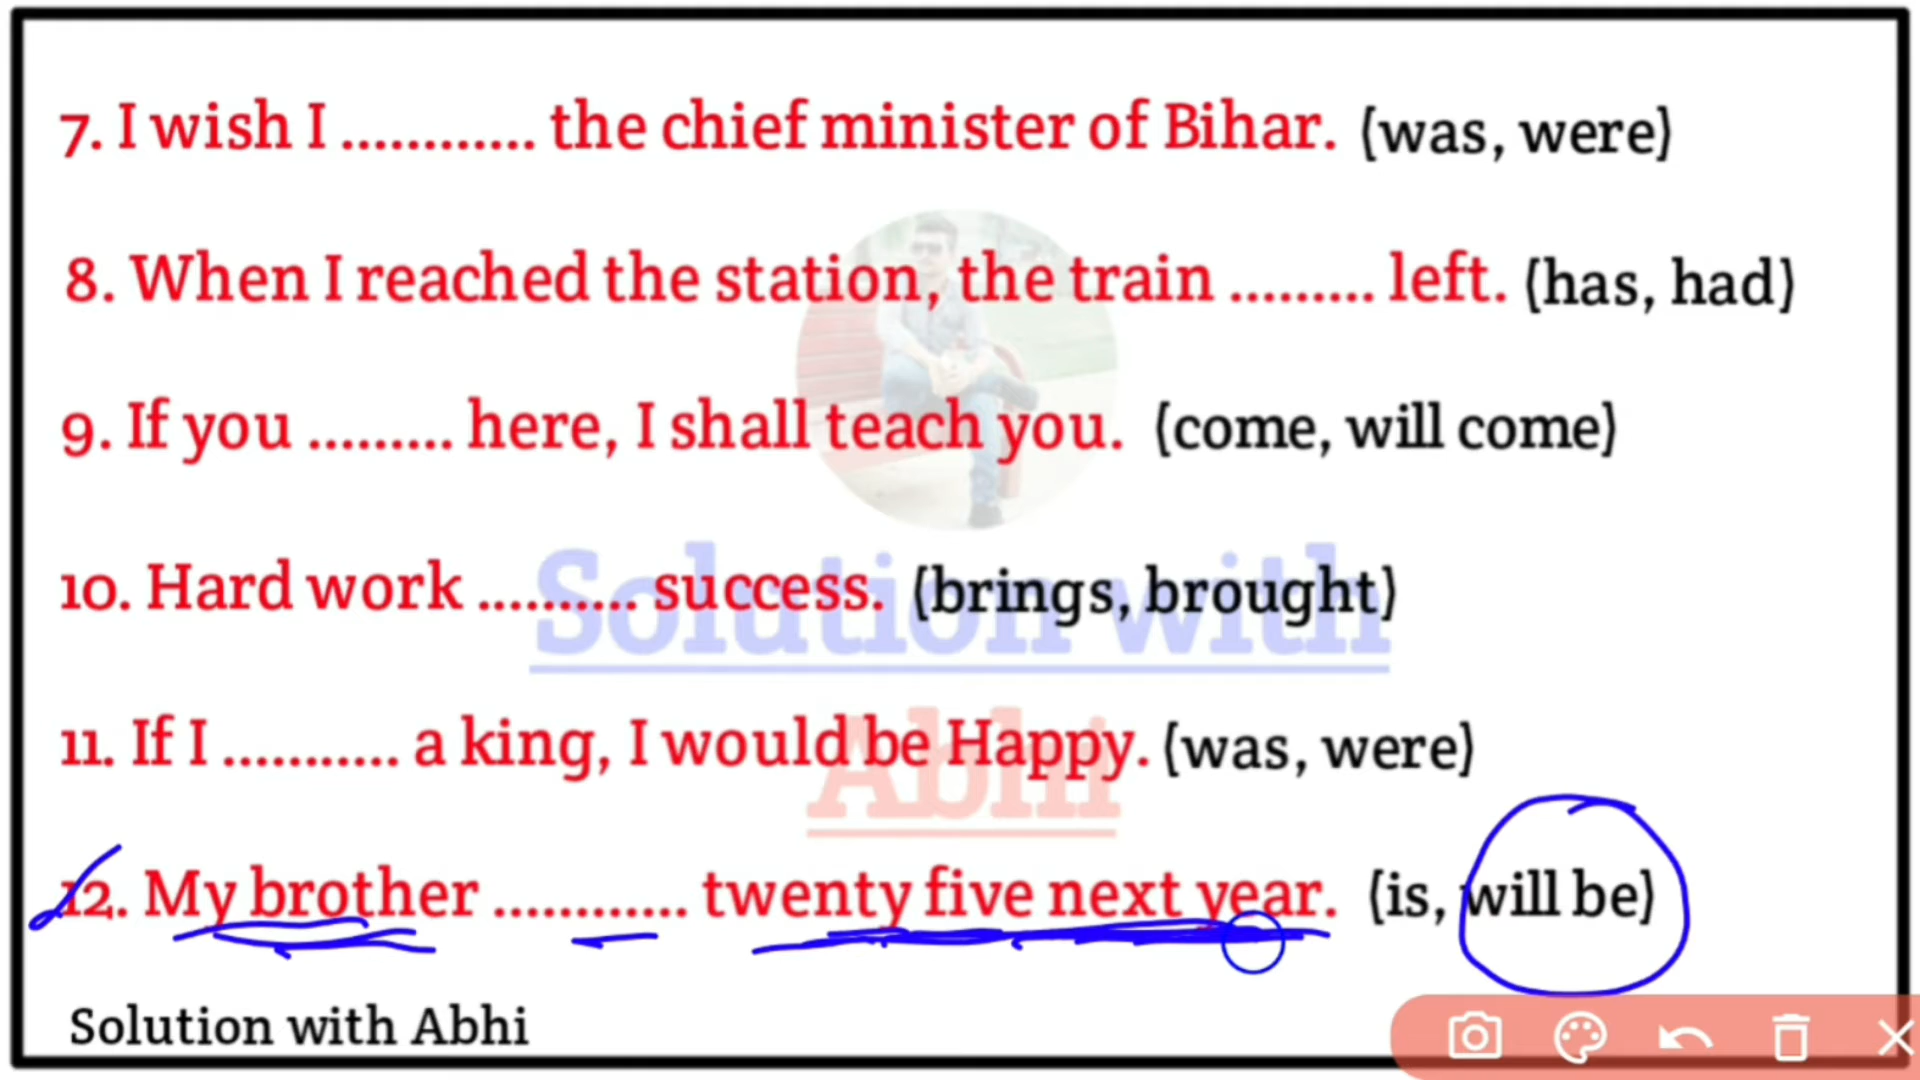 7. I wish I ............ the chief minister of Bihar. (was, were)
8. When I reached the station, the train ......... left. (has, had)
9. If you ......... here, I shall teach you. (come, will come)
10. Hard work .......... success. (brings, brought)
Solution with
11. If I ........... a king, I would be Happy. (was, were)
Abhi
12. My brother ............ twenty five next year. (is, will be)
Solution with Abhi